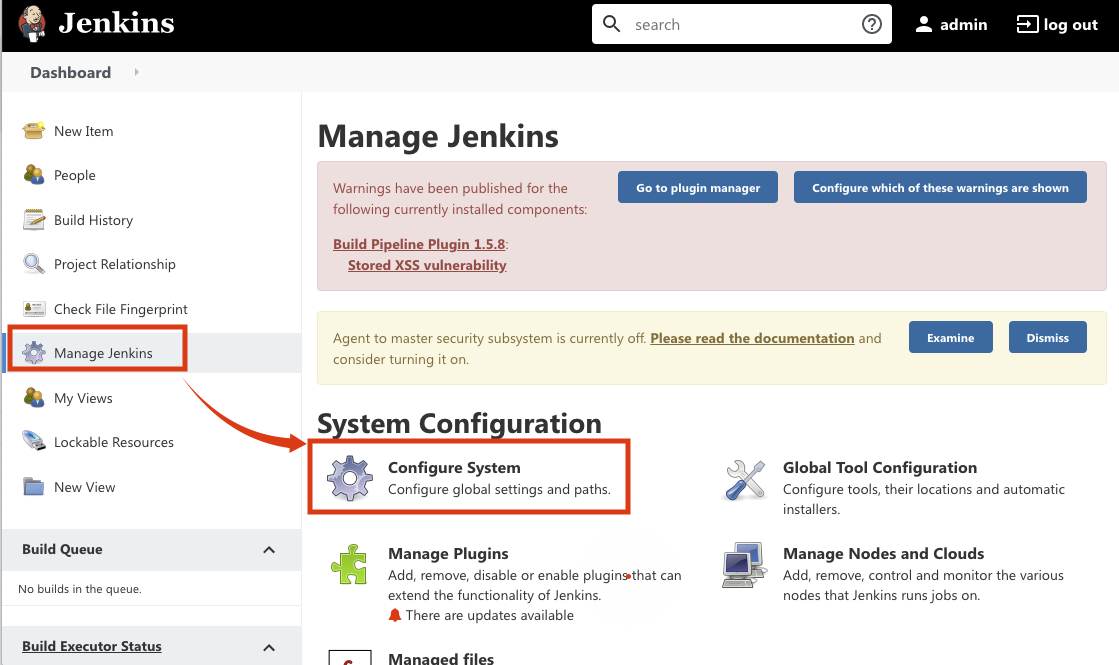 Jenkins
search
admin
log out
Dashboard
New Item
People
Build History
Project Relationship
Check File Fingerprint
Manage Jenkins
My Views
Lockable Resources
New View
Build Queue
No builds in the queue.
Build Executor Status
Manage Jenkins
Warnings have been published for the
following currently installed components:
Go to plugin manager
Configure which of these warnings are shown
Build Pipeline Plugin 1.5.8:
Stored XSS vulnerability
Agent to master security subsystem is currently off. Please read the documentation and
consider turning it on.
Examine
Dismiss
System Configuration
Configure System
Configure global settings and paths.
Global Tool Configuration
Configure tools, their locations and automatic
installers.
Manage Plugins
Add, remove, disable or enable plugins that can
extend the functionality of Jenkins.
There are updates available
Manage Nodes and Clouds
Add, remove, control and monitor the various
nodes that Jenkins runs jobs on.
Managed files